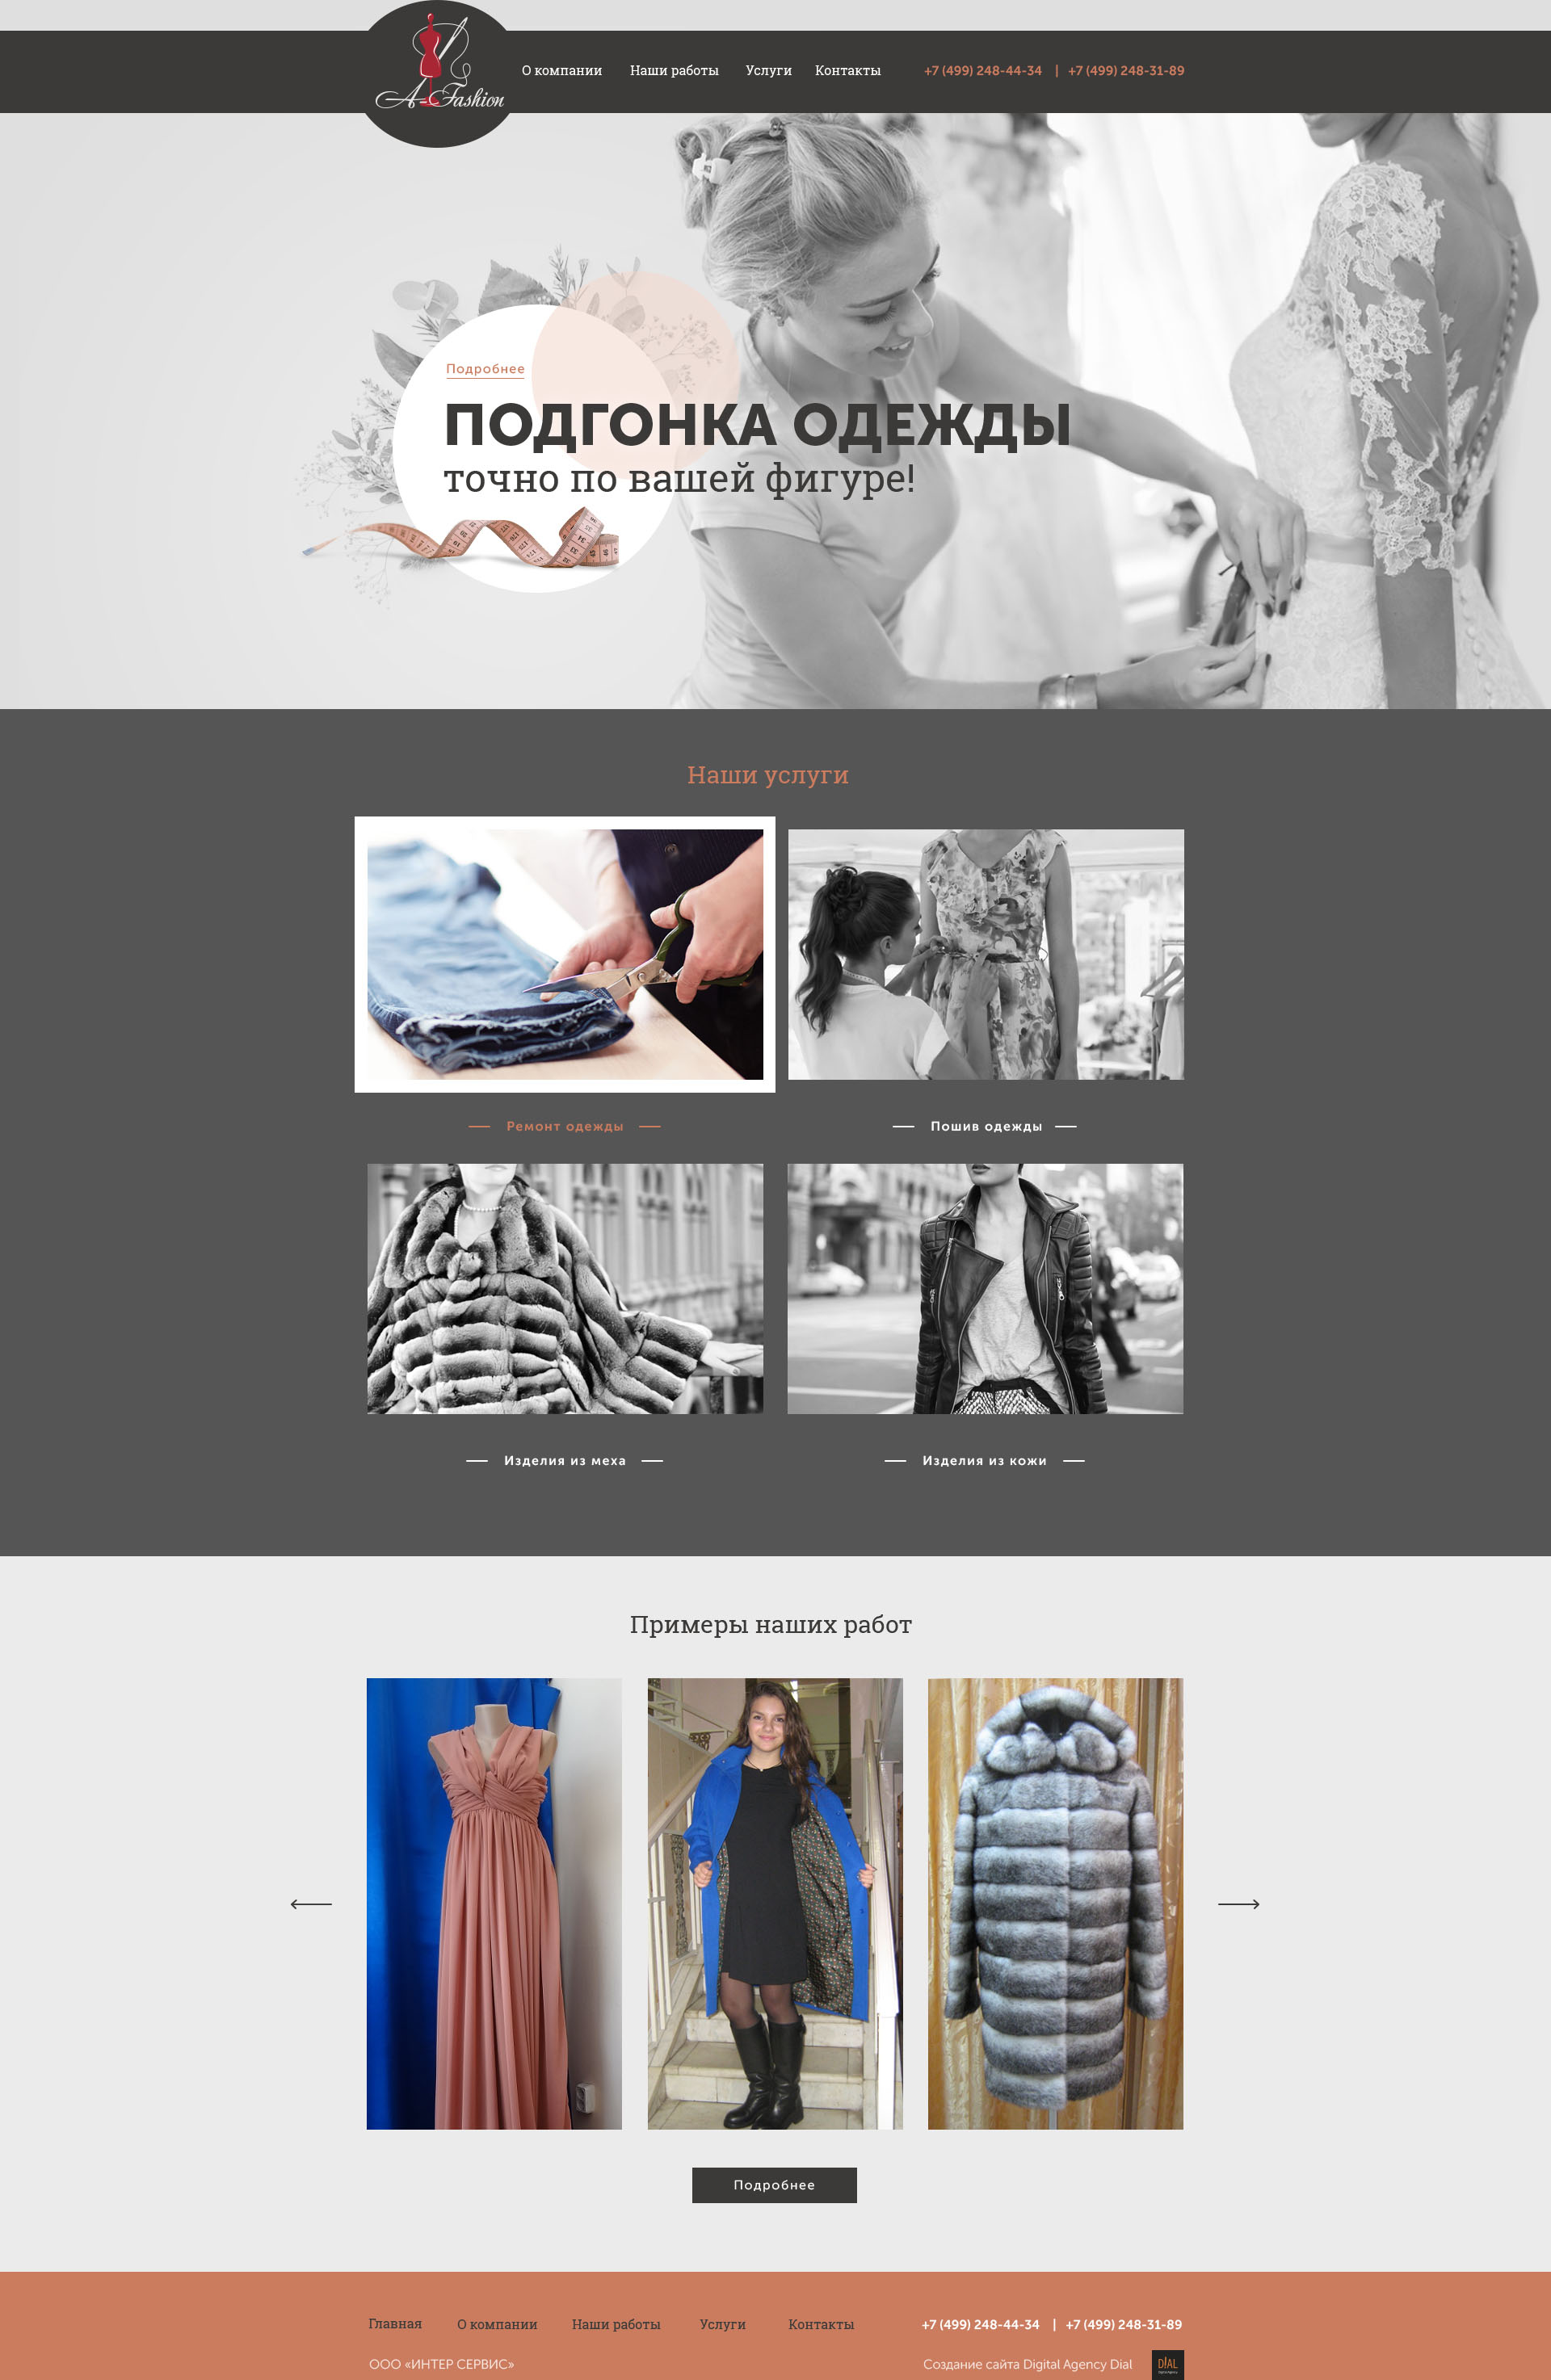 A-Fashion
О компании Наши работы Услуги Контакты +7 (499) 248-44-34 | +7 (499) 248-31-89
Подробнее
ПОДГОНКА ОДЕЖДЫ
точно по вашей фигуре!
Наши услуги
Ремонт одежды
Пошив одежды
Изделия из меха
Изделия из кожи
Примеры наших работ
Подробнее
Главная О компании Наши работы Услуги Контакты +7 (499) 248-44-34 | +7 (499) 248-31-89
ООО «ИНТЕР СЕРВИС» Создание сайта Digital Agency Dial
DIAL
Digital Agency